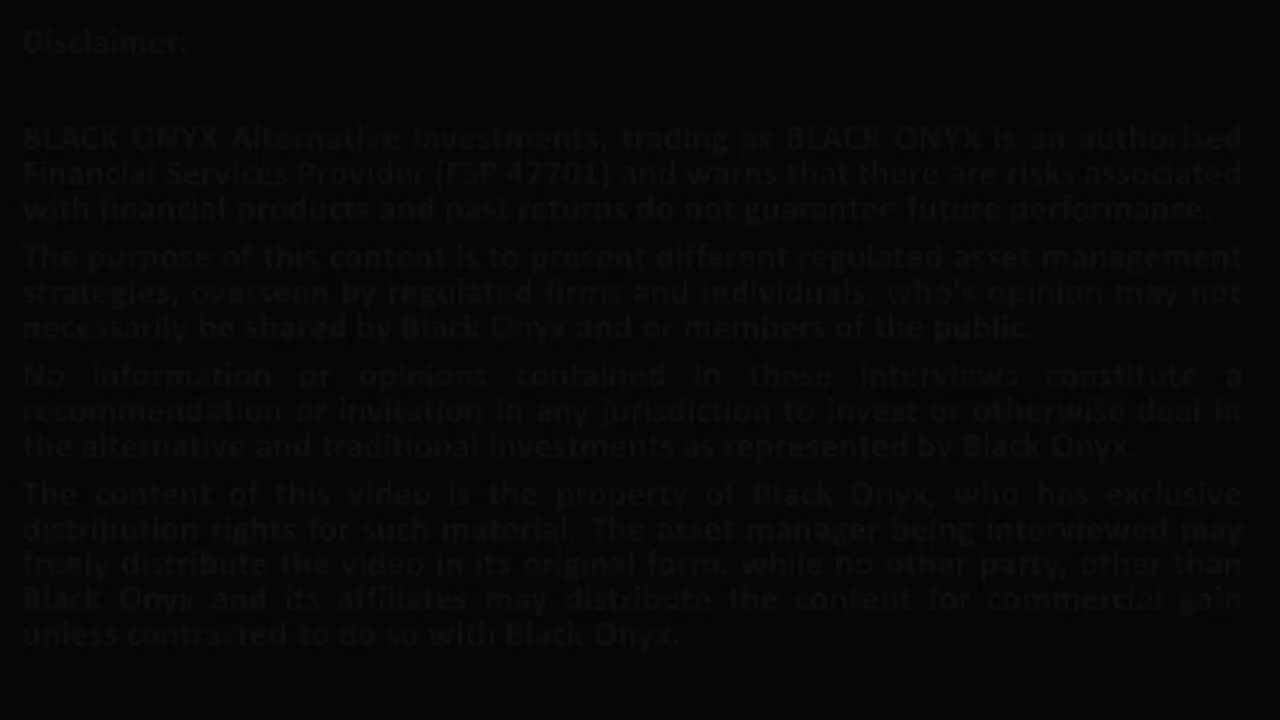 Disclaimer:
BLACK ONYX Alternative Investments, trading as BLACK ONYX is an authorised
Financial Services Provider (FSP 47701) and warns that there are risks associated
with financial products and past returns do not guarantee future performance.
The purpose of this content is to present different regulated asset management
strategies, overseen by regulated firms and individuals, who's opinion may not
necessarily be shared by Black Onyx and or members of the public.
No information or opinions contained in these interviews constitute a
recommendation or invitation in any jurisdiction to invest or otherwise deal in
the alternative and traditional investments as represented by Black Onyx.
The content of this video is the property of Black Onyx, who has exclusive
distribution rights for such material. The asset manager being interviewed may
freely distribute the video in its original form, while no other party, other than
Black Onyx and its affiliates may distribute the content for commercial gain
unless contracted to do so with Black Onyx.